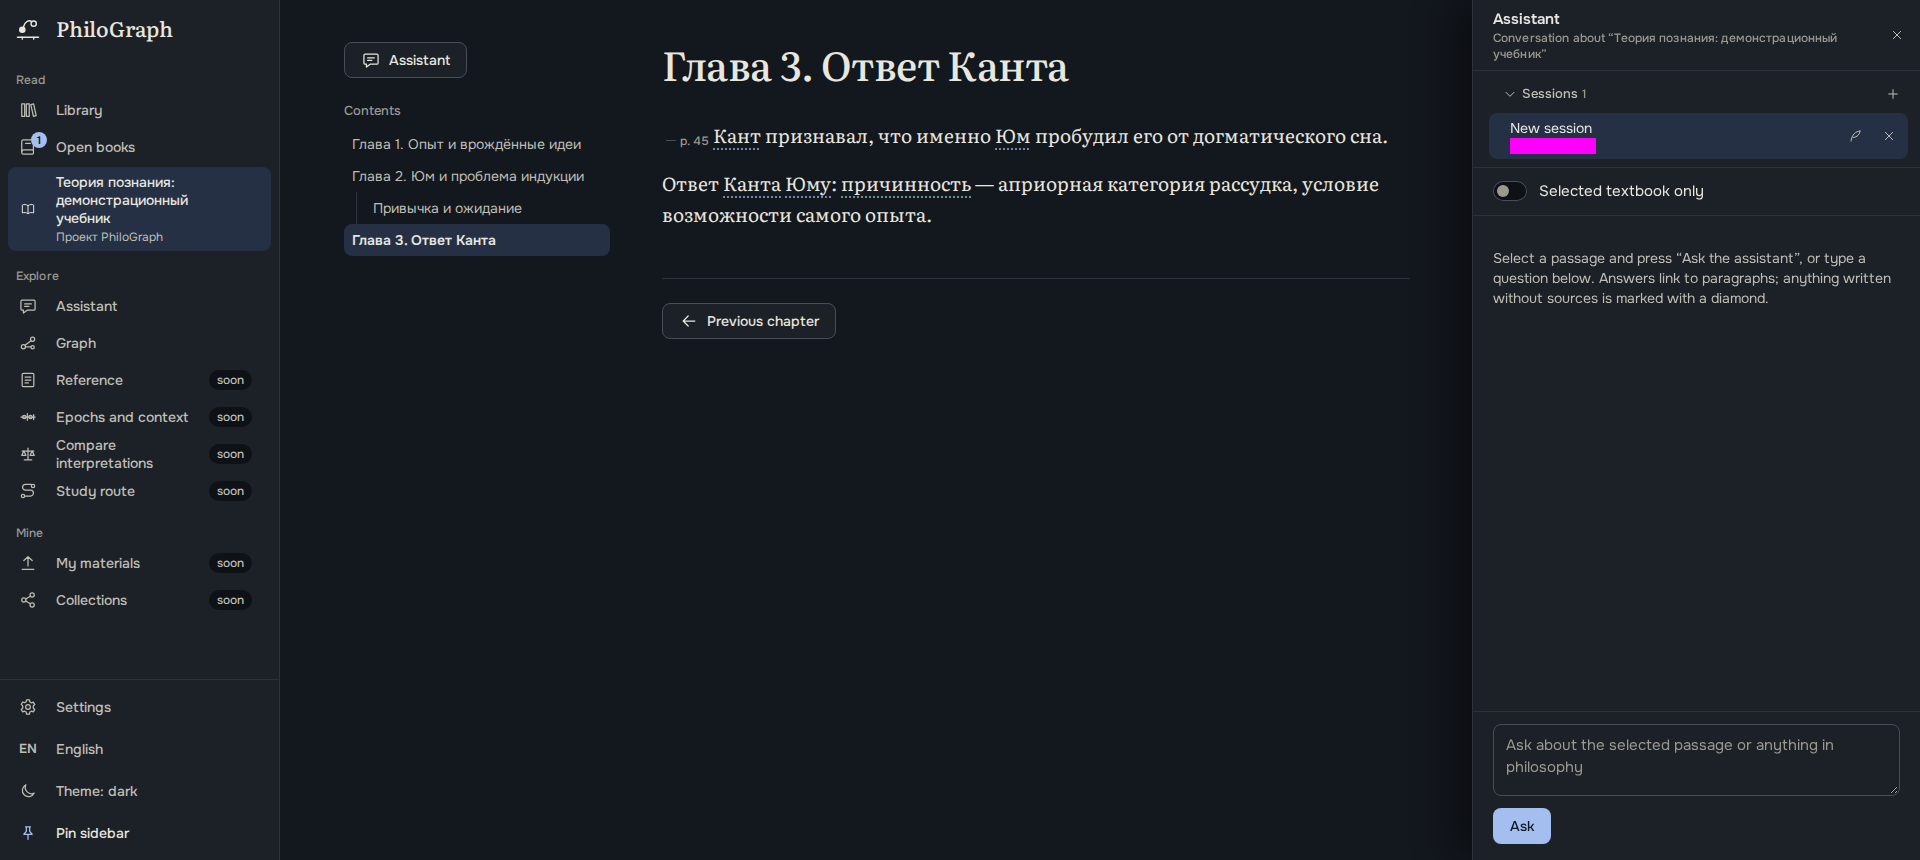 PhiloGraph
Read
Library
1
Open books
Теория познания:
демонстрационный
учебник
Проект PhiloGraph
Explore
Assistant
Graph
Reference soon
Epochs and context soon
Compare
interpretations soon
Study route soon
Mine
My materials soon
Collections soon
Settings
EN English
Theme: dark
Pin sidebar
Assistant
Contents
Глава 1. Опыт и врождённые идеи
Глава 2. Юм и проблема индукции
Привычка и ожидание
Глава 3. Ответ Канта
Глава 3. Ответ Канта
— p. 45 Кант признавал, что именно Юм пробудил его от догматического сна.
Ответ Канта Юму: причинность — априорная категория рассудка, условие
возможности самого опыта.
Previous chapter
Assistant
Conversation about “Теория познания: демонстрационный
учебник”
Sessions 1
New session
Selected textbook only
Select a passage and press “Ask the assistant”, or type a
question below. Answers link to paragraphs; anything written
without sources is marked with a diamond.
Ask about the selected passage or anything in
philosophy
Ask